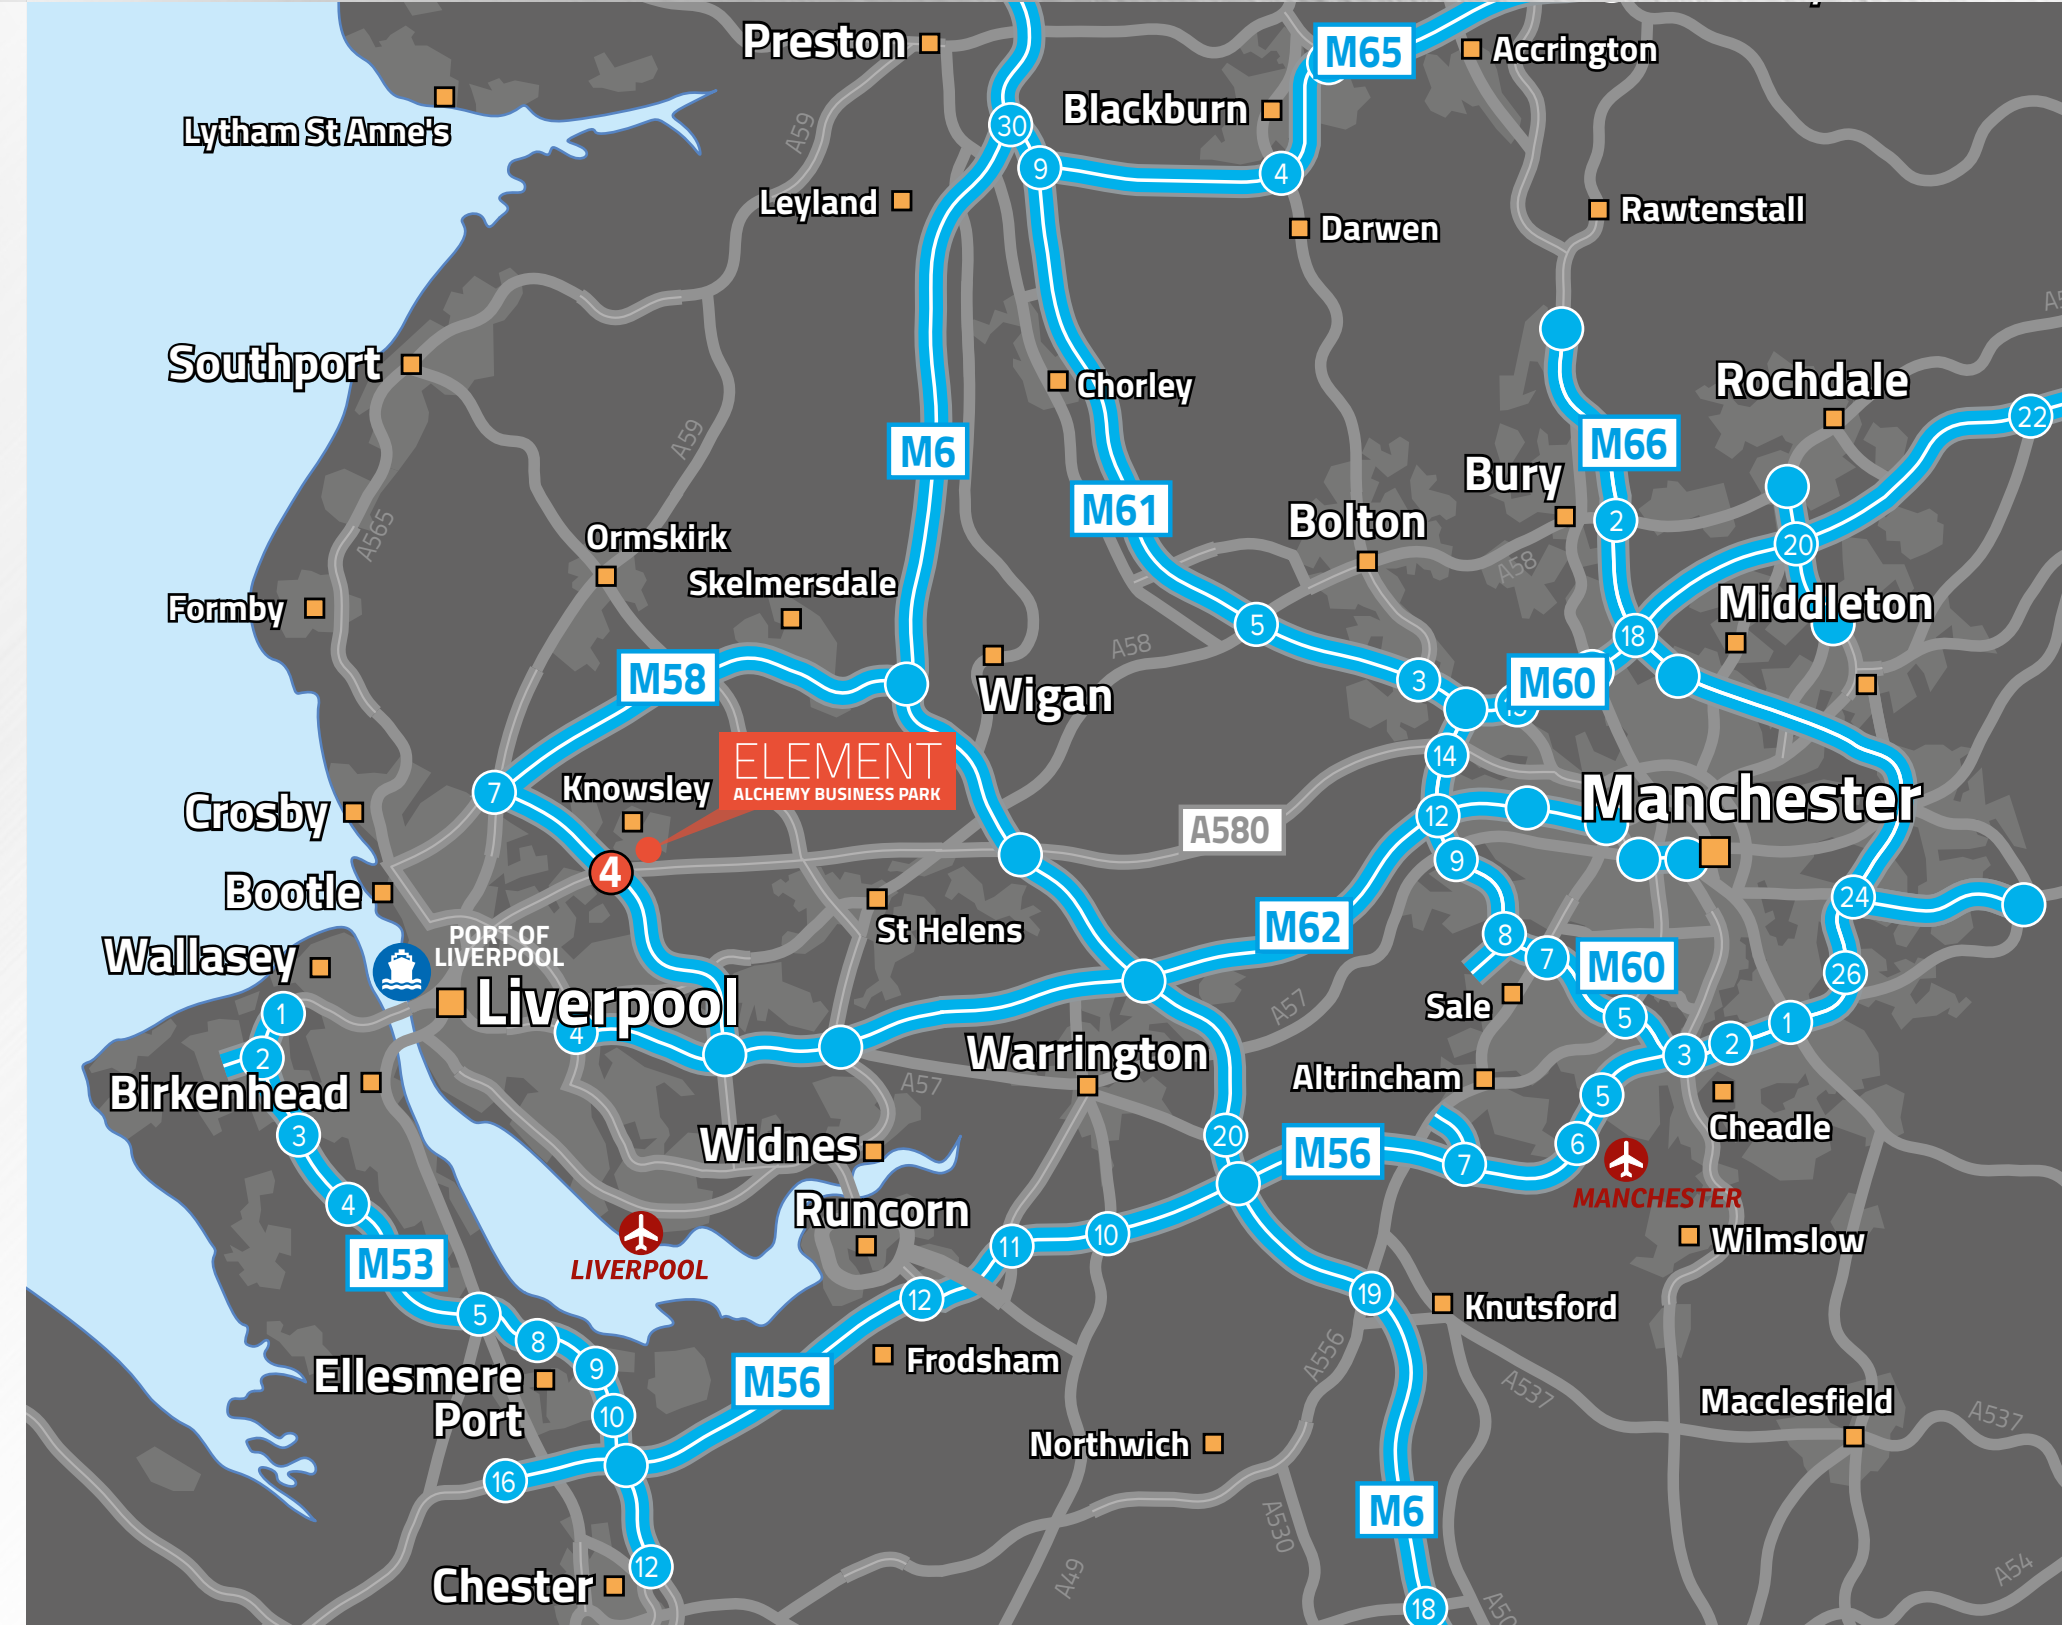 Preston
M65
Accrington
Lytham St Anne's
Blackburn
A59
30
9
4
Leyland
Darwen
Rawtenstall
Southport
Chorley
Rochdale
22
M6
A59
M66
Bury
M61
2
A565
Ormskirk
Bolton
A58
20
Skelmersdale
Formby
5
Middleton
18
A58
M58
Wigan
3
M60
14
ELEMENT
ALCHEMY BUSINESS PARK
7
Knowsley
Crosby
12
Manchester
A580
9
4
Bootle
St Helens
24
M62
PORT OF
LIVERPOOL
8
Wallasey
7
M60
26
Liverpool
Sale
A57
1
4
5
1
2
Warrington
3
2
Birkenhead
A57
Altrincham
5
3
Cheadle
Widnes
20
M56
7
6
MANCHESTER
4
Runcorn
11
10
Wilmslow
M53
LIVERPOOL
12
19
Knutsford
5
8
9
Frodsham
A556
Ellesmere
Port
M56
A537
Macclesfield
A537
10
Northwich
16
M6
A530
12
Chester
A49
A54
18
A50